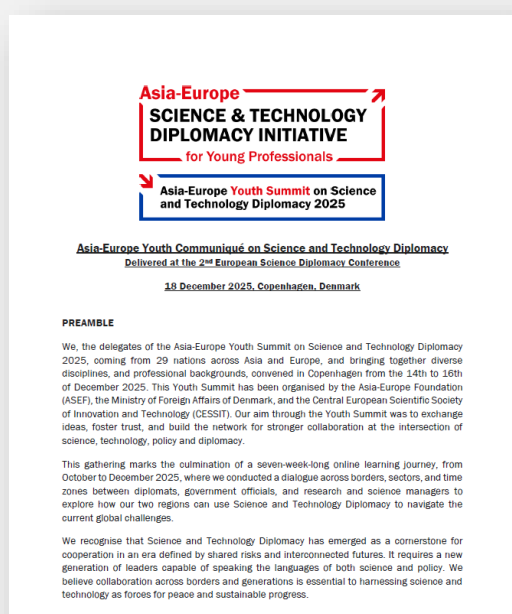 Asia-Europe
SCIENCE & TECHNOLOGY
DIPLOMACY INITIATIVE
for Young Professionals
Asia-Europe Youth Summit on Science
and Technology Diplomacy 2025
Asia-Europe Youth Communiqué on Science and Technology Diplomacy
Delivered at the 2nd European Science Diplomacy Conference
18 December 2025, Copenhagen, Denmark
PREAMBLE
We, the delegates of the Asia-Europe Youth Summit on Science and Technology Diplomacy
2025, coming from 29 nations across Asia and Europe, and bringing together diverse
disciplines, and professional backgrounds, convened in Copenhagen from the 14th to 16th
of December 2025. This Youth Summit has been organised by the Asia-Europe Foundation
(ASEF), the Ministry of Foreign Affairs of Denmark, and the Central European Scientific Society
of Innovation and Technology (CESSIT). Our aim through the Youth Summit was to exchange
ideas, foster trust, and build the network for stronger collaboration at the intersection of
science, technology, policy and diplomacy.
This gathering marks the culmination of a seven-week-long online learning journey, from
October to December 2025, where we conducted a dialogue across borders, sectors, and time
zones between diplomats, government officials, and research and science managers to
explore how our two regions can use Science and Technology Diplomacy to navigate the
current global challenges.
We recognise that Science and Technology Diplomacy has emerged as a cornerstone for
cooperation in an era defined by shared risks and interconnected futures. It requires a new
generation of leaders capable of speaking the languages of both science and policy. We
believe collaboration across borders and generations is essential to harnessing science and
technology as forces for peace and sustainable progress.